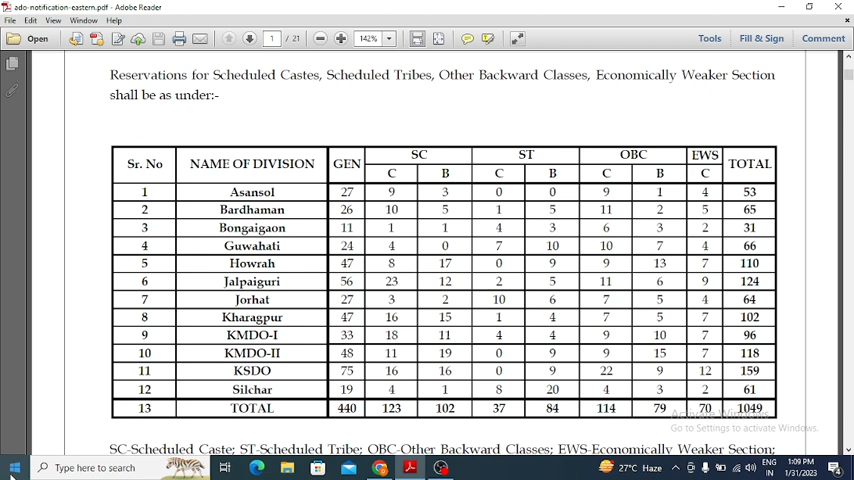 ado-notification-eastern.pdf - Adobe Reader
File Edit View Window Help
Open 1 / 21 142% Tools Fill & Sign Comment
Reservations for Scheduled Castes, Scheduled Tribes, Other Backward Classes, Economically Weaker Section
shall be as under:-
Sr. No NAME OF DIVISION GEN SC ST OBC EWS TOTAL
C B C B C B C
1 Asansol 27 9 3 0 0 9 1 4 53
2 Bardhaman 26 10 5 1 5 11 2 5 65
3 Bongaigaon 11 1 1 4 3 6 3 2 31
4 Guwahati 24 4 0 7 10 10 7 4 66
5 Howrah 47 8 17 0 9 9 13 7 110
6 Jalpaiguri 56 23 12 2 5 11 6 9 124
7 Jorhat 27 3 2 10 6 7 5 4 64
8 Kharagpur 47 16 15 1 4 7 5 7 102
9 KMDO-I 33 18 11 4 4 9 10 7 96
10 KMDO-II 48 11 19 0 9 9 15 7 118
11 KSDO 75 16 16 0 9 22 9 12 159
12 Silchar 19 4 1 8 20 4 3 2 61
13 TOTAL 440 123 102 37 84 114 79 70 1049
Activate Windows
Go to Settings to activate Windows.
SC-Scheduled Caste; ST-Scheduled Tribe; OBC-Other Backward Classes; EWS-Economically Weaker Section;
Type here to search 27°C Haze ENG IN 1:09 PM 1/31/2023 4